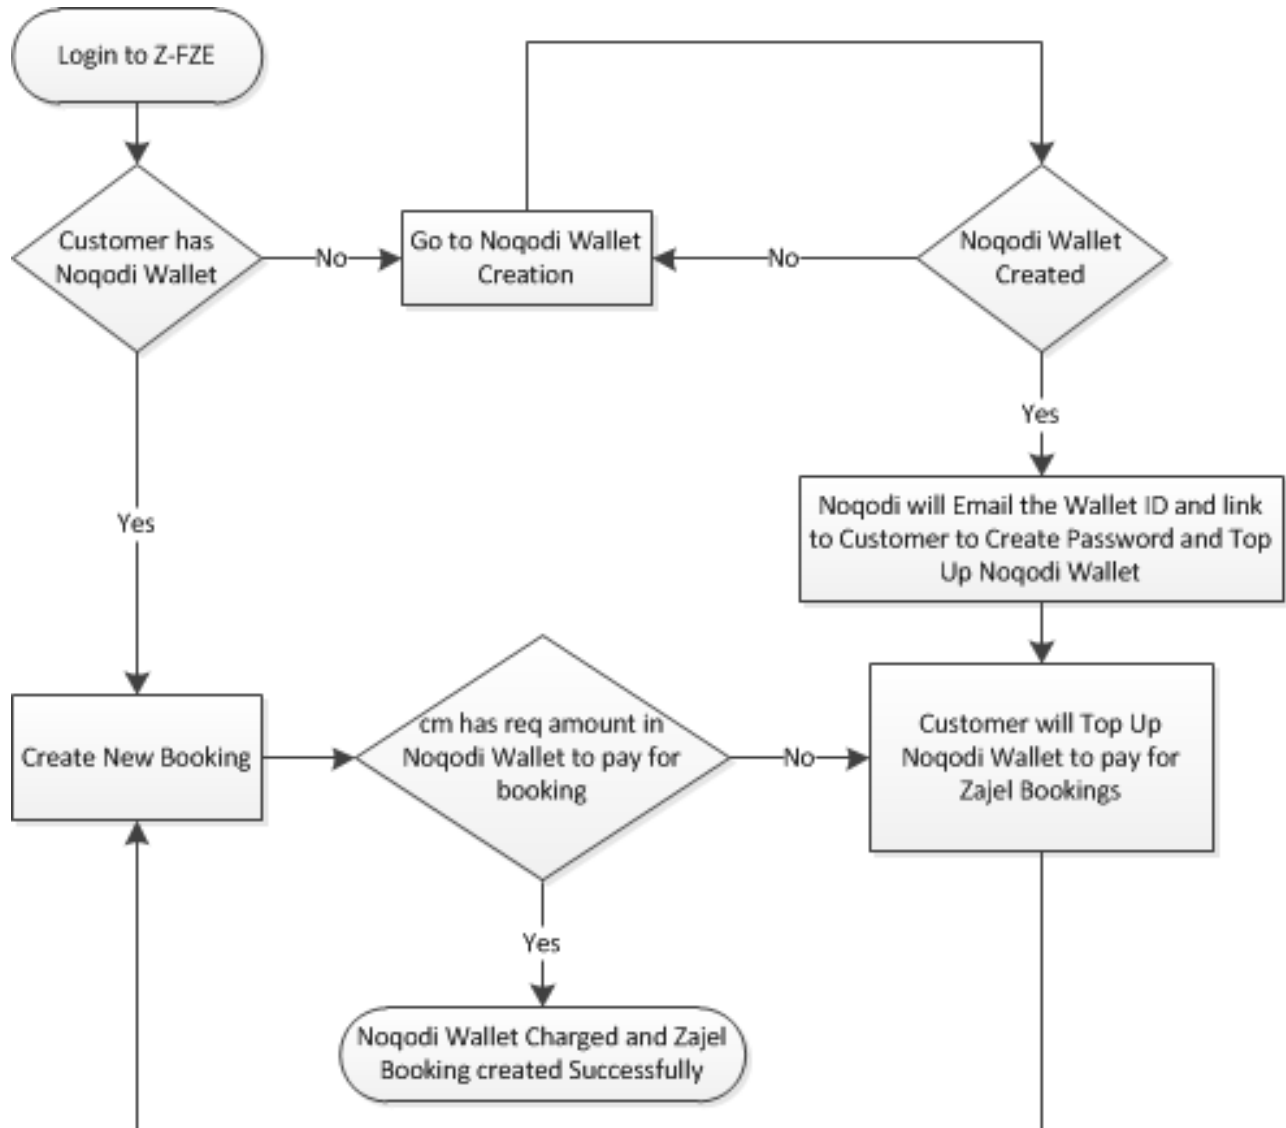 Login to Z-FZE
Customer has
Noqodi Wallet
No
Go to Noqodi Wallet
Creation
No
Noqodi Wallet
Created
Yes
Noqodi will Email the Wallet ID and link
to Customer to Create Password and Top
Up Noqodi Wallet
Yes
Create New Booking
cm has req amount in
Noqodi Wallet to pay for
booking
No
Customer will Top Up
Noqodi Wallet to pay for
Zajel Bookings
Yes
Noqodi Wallet Charged and Zajel
Booking created Successfully